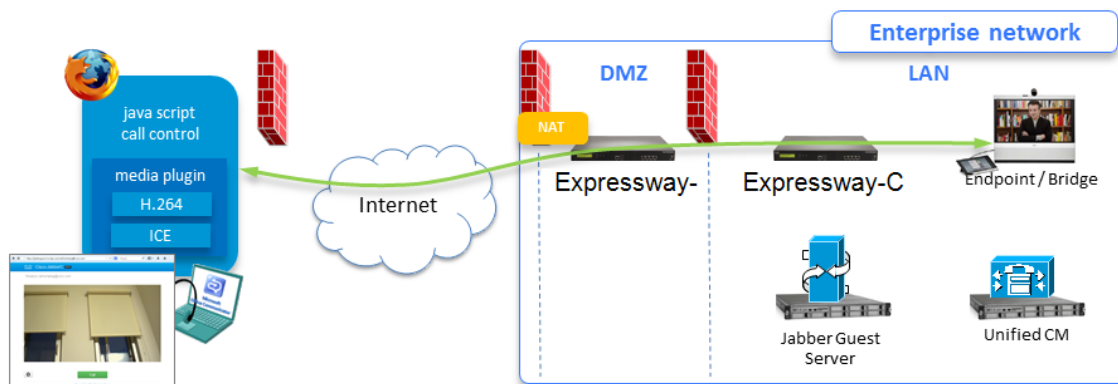 Enterprise network
DMZ
LAN
java script
call control
NAT
media plugin
H.264
ICE
Internet
Expressway-
Expressway-C
Endpoint / Bridge
Jabber Guest
Server
Unified CM
Microsoft